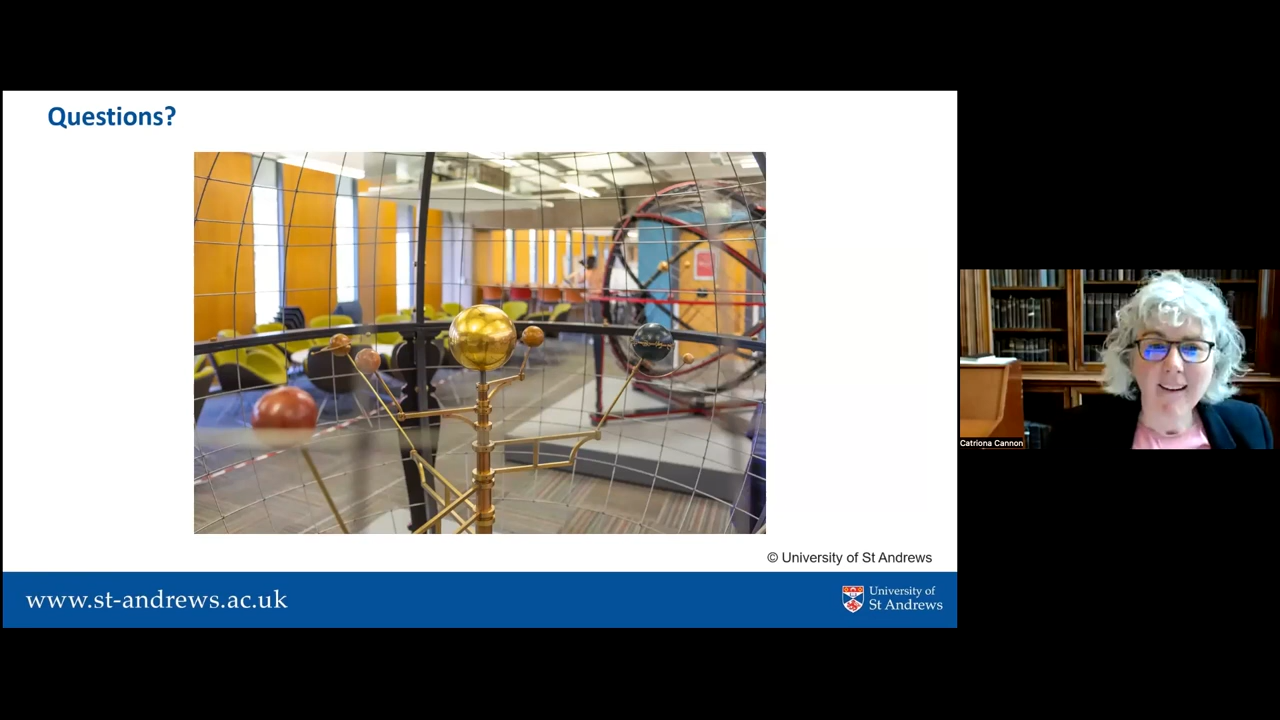 Questions?
© University of St Andrews
www.st-andrews.ac.uk
University of
St Andrews
Catriona Cannon